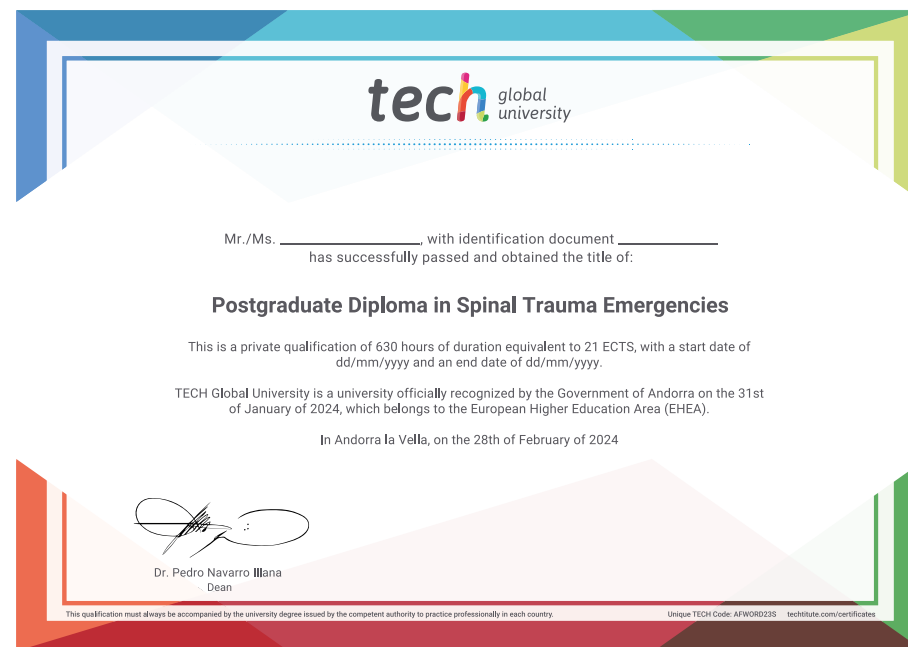 tech global
university
Mr./Ms. ____________________, with identification document ______________
has successfully passed and obtained the title of:
Postgraduate Diploma in Spinal Trauma Emergencies
This is a private qualification of 630 hours of duration equivalent to 21 ECTS, with a start date of
dd/mm/yyyy and an end date of dd/mm/yyyy.
TECH Global University is a university officially recognized by the Government of Andorra on the 31st
of January of 2024, which belongs to the European Higher Education Area (EHEA).
In Andorra la Vella, on the 28th of February of 2024
Dr. Pedro Navarro Illana
Dean
This qualification must always be accompanied by the university degree issued by the competent authority to practice professionally in each country.
Unique TECH Code: AFWORD23S techtitute.com/certificates